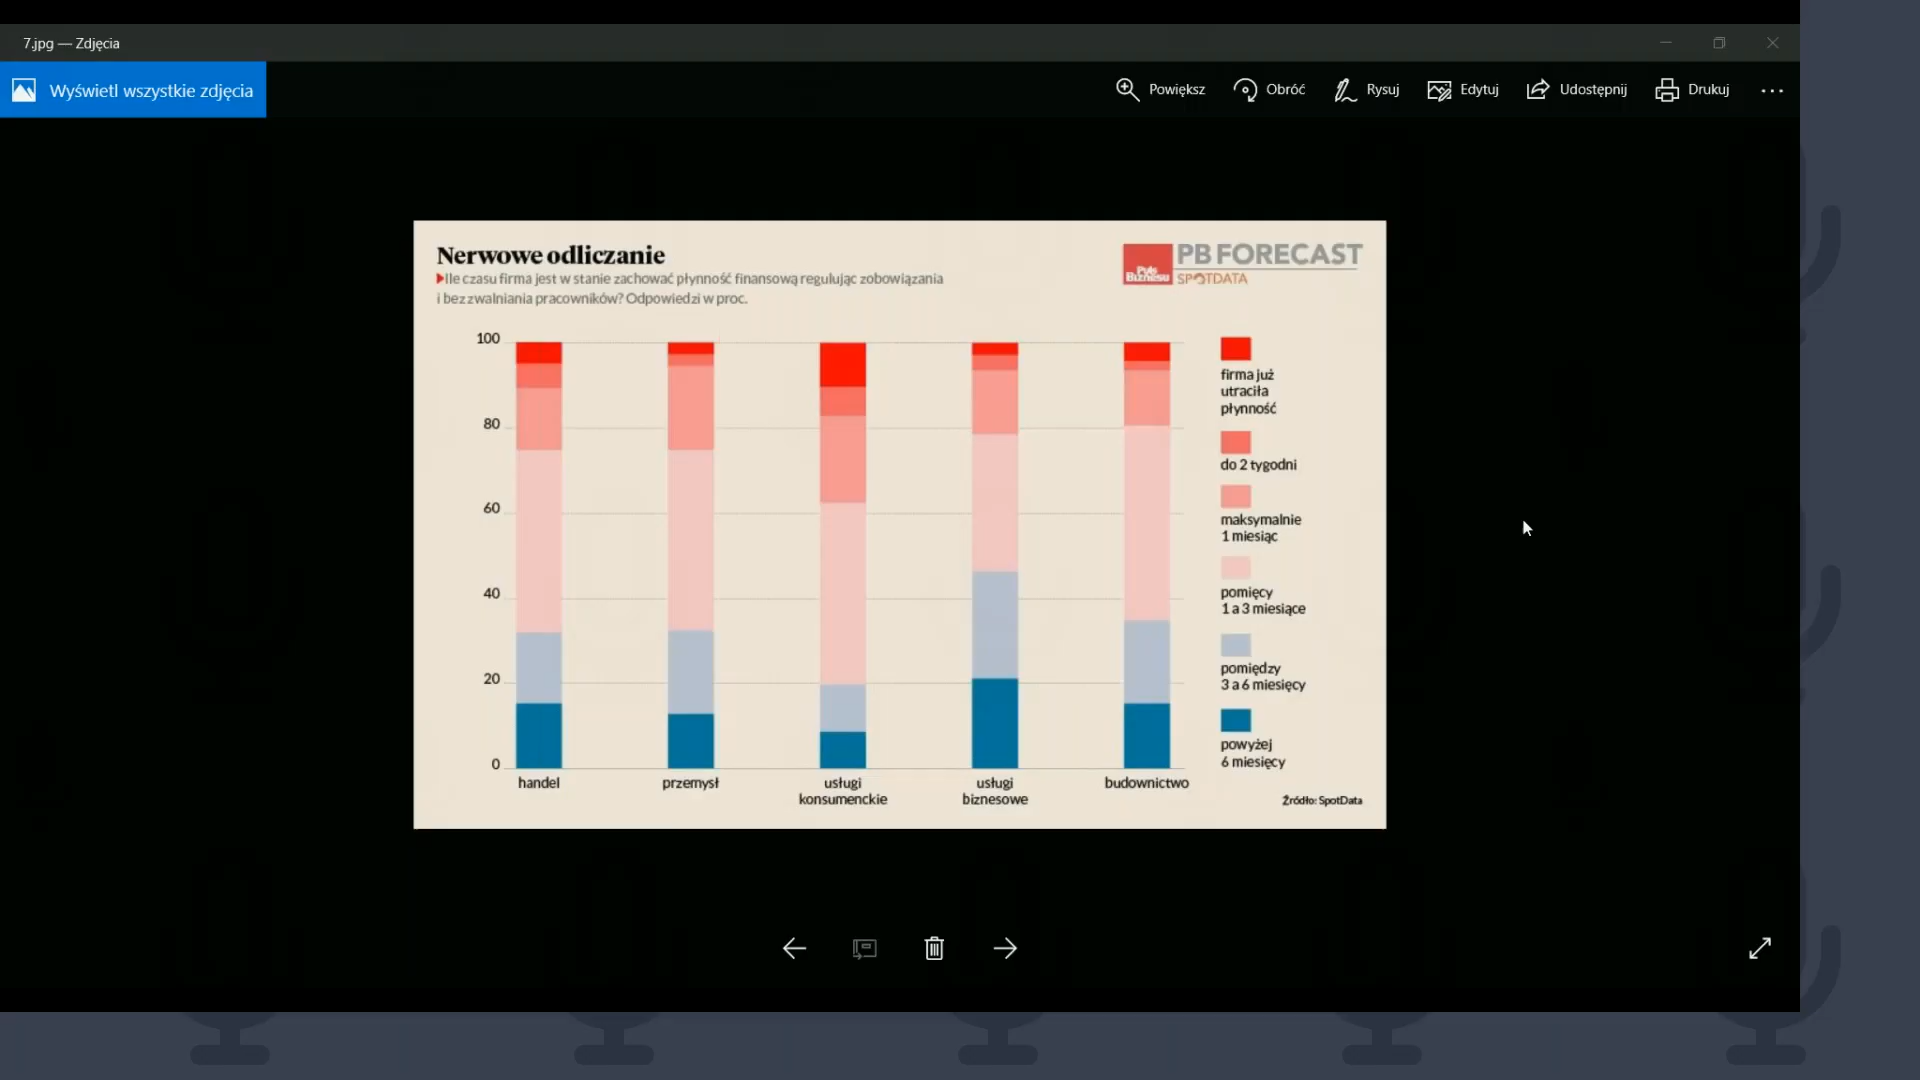 7.jpg — Zdjęcia
Wyświetl wszystkie zdjęcia
Powiększ
Obróć
Rysuj
Edytuj
Udostępnij
Drukuj
Nerwowe odliczanie
Ile czasu firma jest w stanie zachować płynność finansową regulując zobowiązania
i bez zwalniania pracowników? Odpowiedzi w proc.
Puls
Biznesu
PB FORECAST
SPOTDATA
100
80
60
40
20
0
handel
przemysł
usługi
konsumenckie
usługi
biznesowe
budownictwo
firma już
utraciła
płynność
do 2 tygodni
maksymalnie
1 miesiąc
pomięcy
1 a 3 miesiące
pomiędzy
3 a 6 miesięcy
powyżej
6 miesięcy
Źródło: SpotData